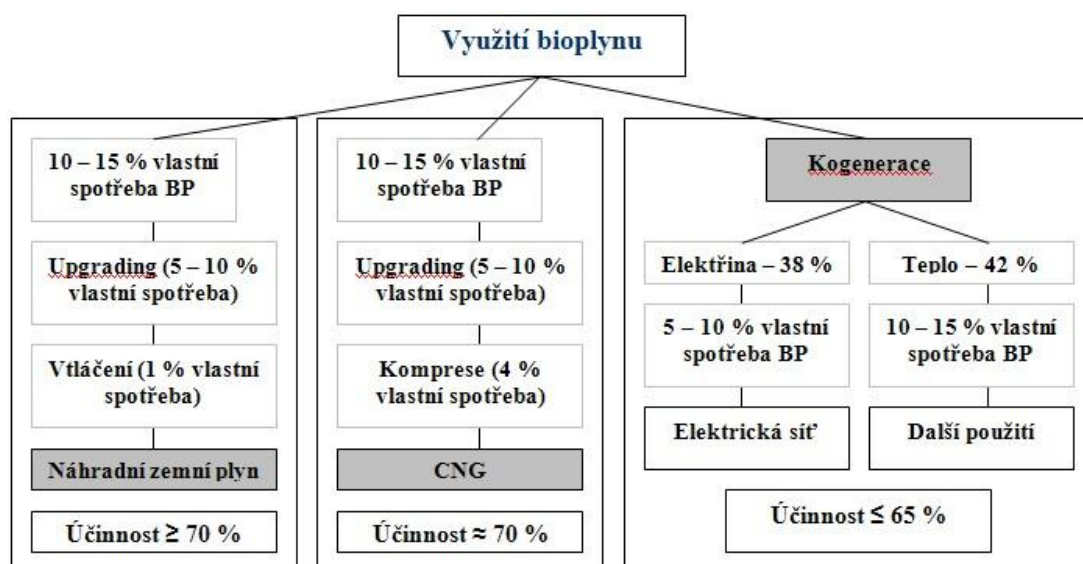 Využití bioplynu
10 – 15 % vlastní
spotřeba BP
Upgrading (5 – 10 %
vlastní spotřeba)
Vtláčení (1 % vlastní
spotřeba)
Náhradní zemní plyn
Účinnost ≥ 70 %
10 – 15 % vlastní
spotřeba BP
Upgrading (5 – 10 %
vlastní spotřeba)
Komprese (4 %
vlastní spotřeba)
CNG
Účinnost ≈ 70 %
Kogenerace
Elektřina – 38 %
5 – 10 % vlastní
spotřeba BP
Elektrická síť
Teplo – 42 %
10 – 15 % vlastní
spotřeba BP
Další použití
Účinnost ≤ 65 %